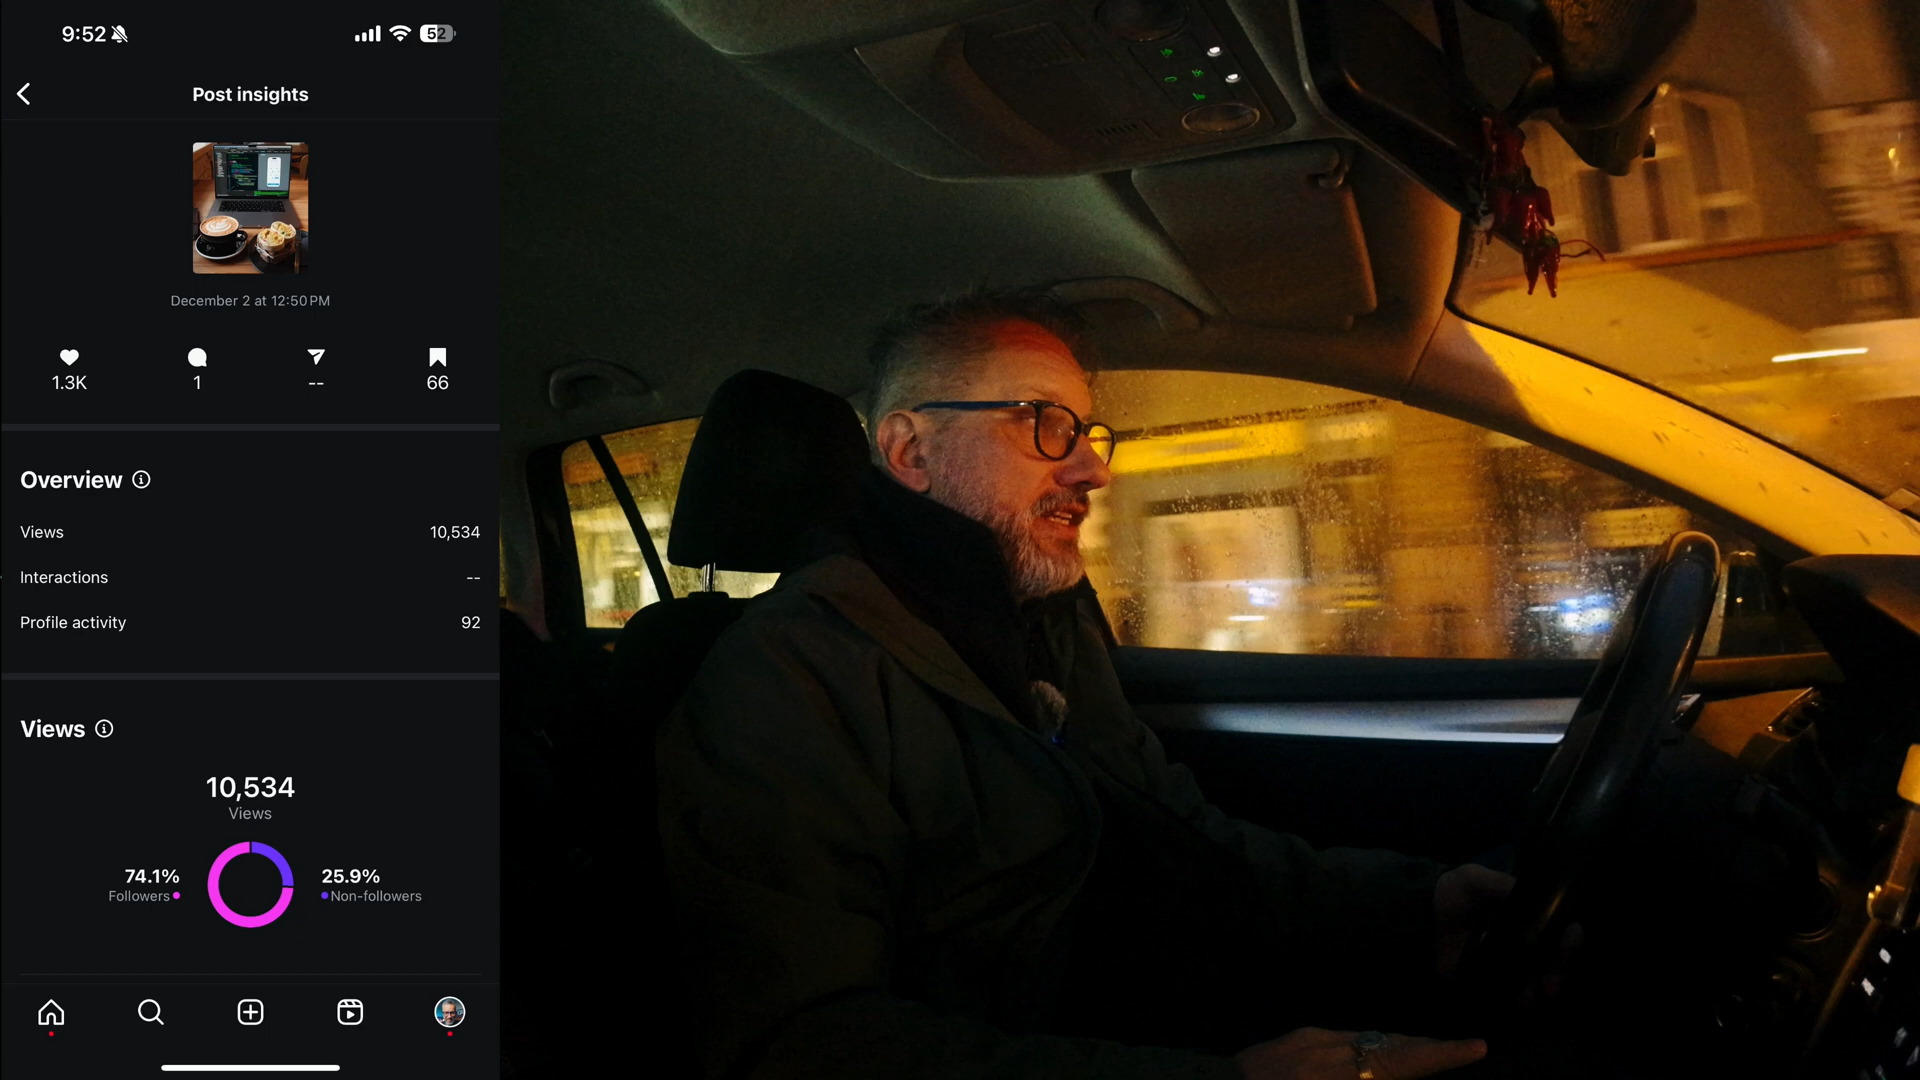 9:52
52
Post insights
December 2 at 12:50 PM
1.3K
1
--
66
Overview
Views 10,534
Interactions --
Profile activity 92
Views
10,534
Views
74.1%
Followers
25.9%
Non-followers